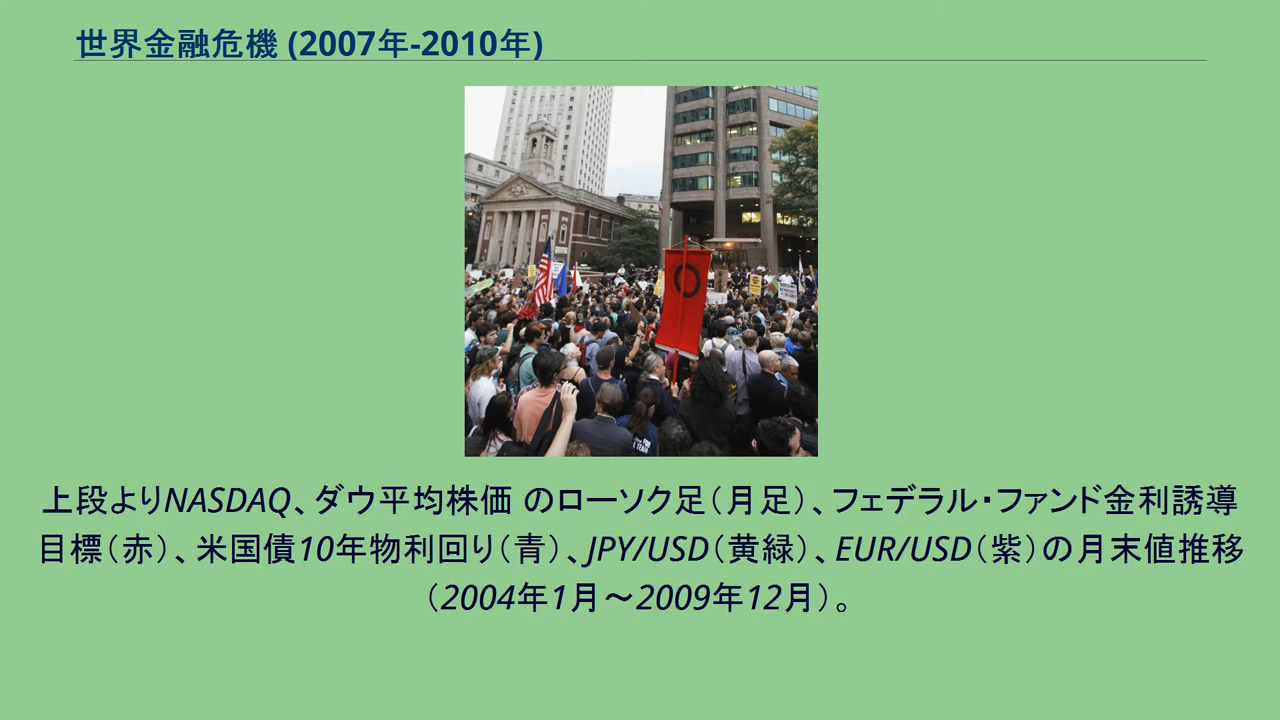 世界金融危機 (2007年-2010年)
上段よりNASDAQ、ダウ平均株価 のローソク足（月足）、フェデラル・ファンド金利誘導
目標（赤）、米国債10年物利回り（青）、JPY/USD（黄緑）、EUR/USD（紫）の月末値推移
（2004年1月～2009年12月）。